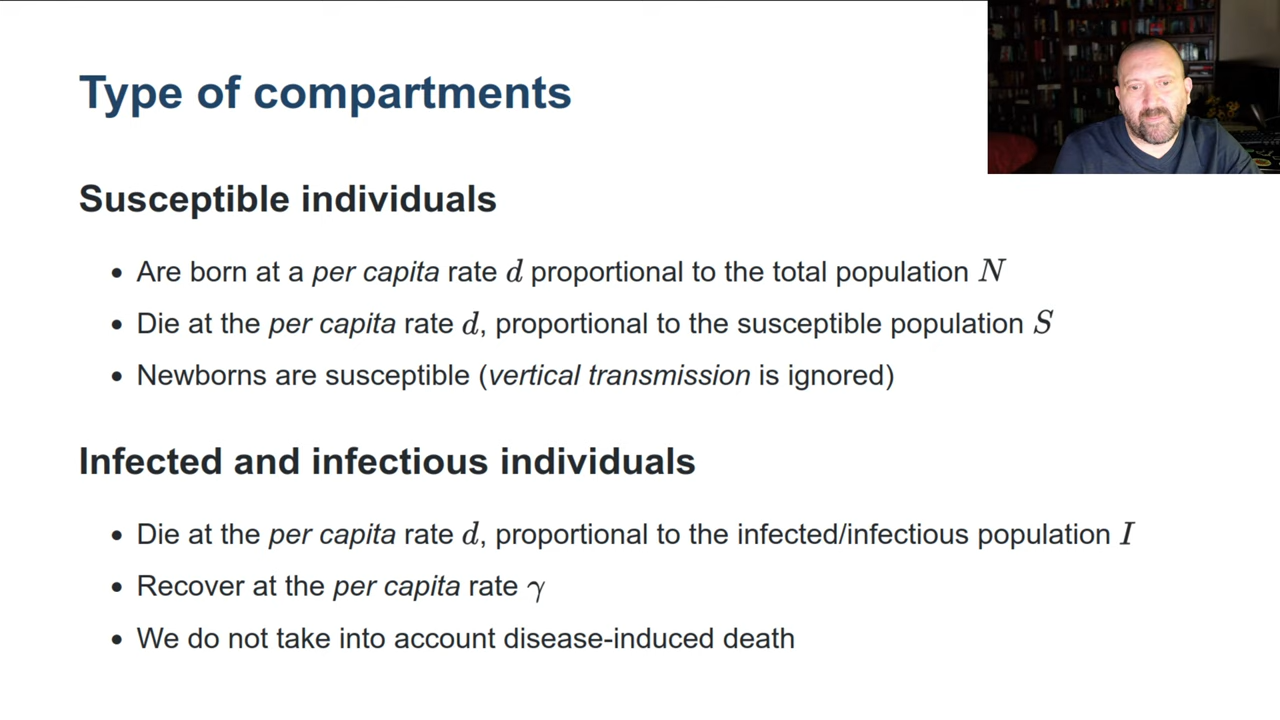 Type of compartments
Susceptible individuals
• Are born at a per capita rate d proportional to the total population N
• Die at the per capita rate d, proportional to the susceptible population S
• Newborns are susceptible (vertical transmission is ignored)
Infected and infectious individuals
• Die at the per capita rate d, proportional to the infected/infectious population I
• Recover at the per capita rate γ
• We do not take into account disease-induced death